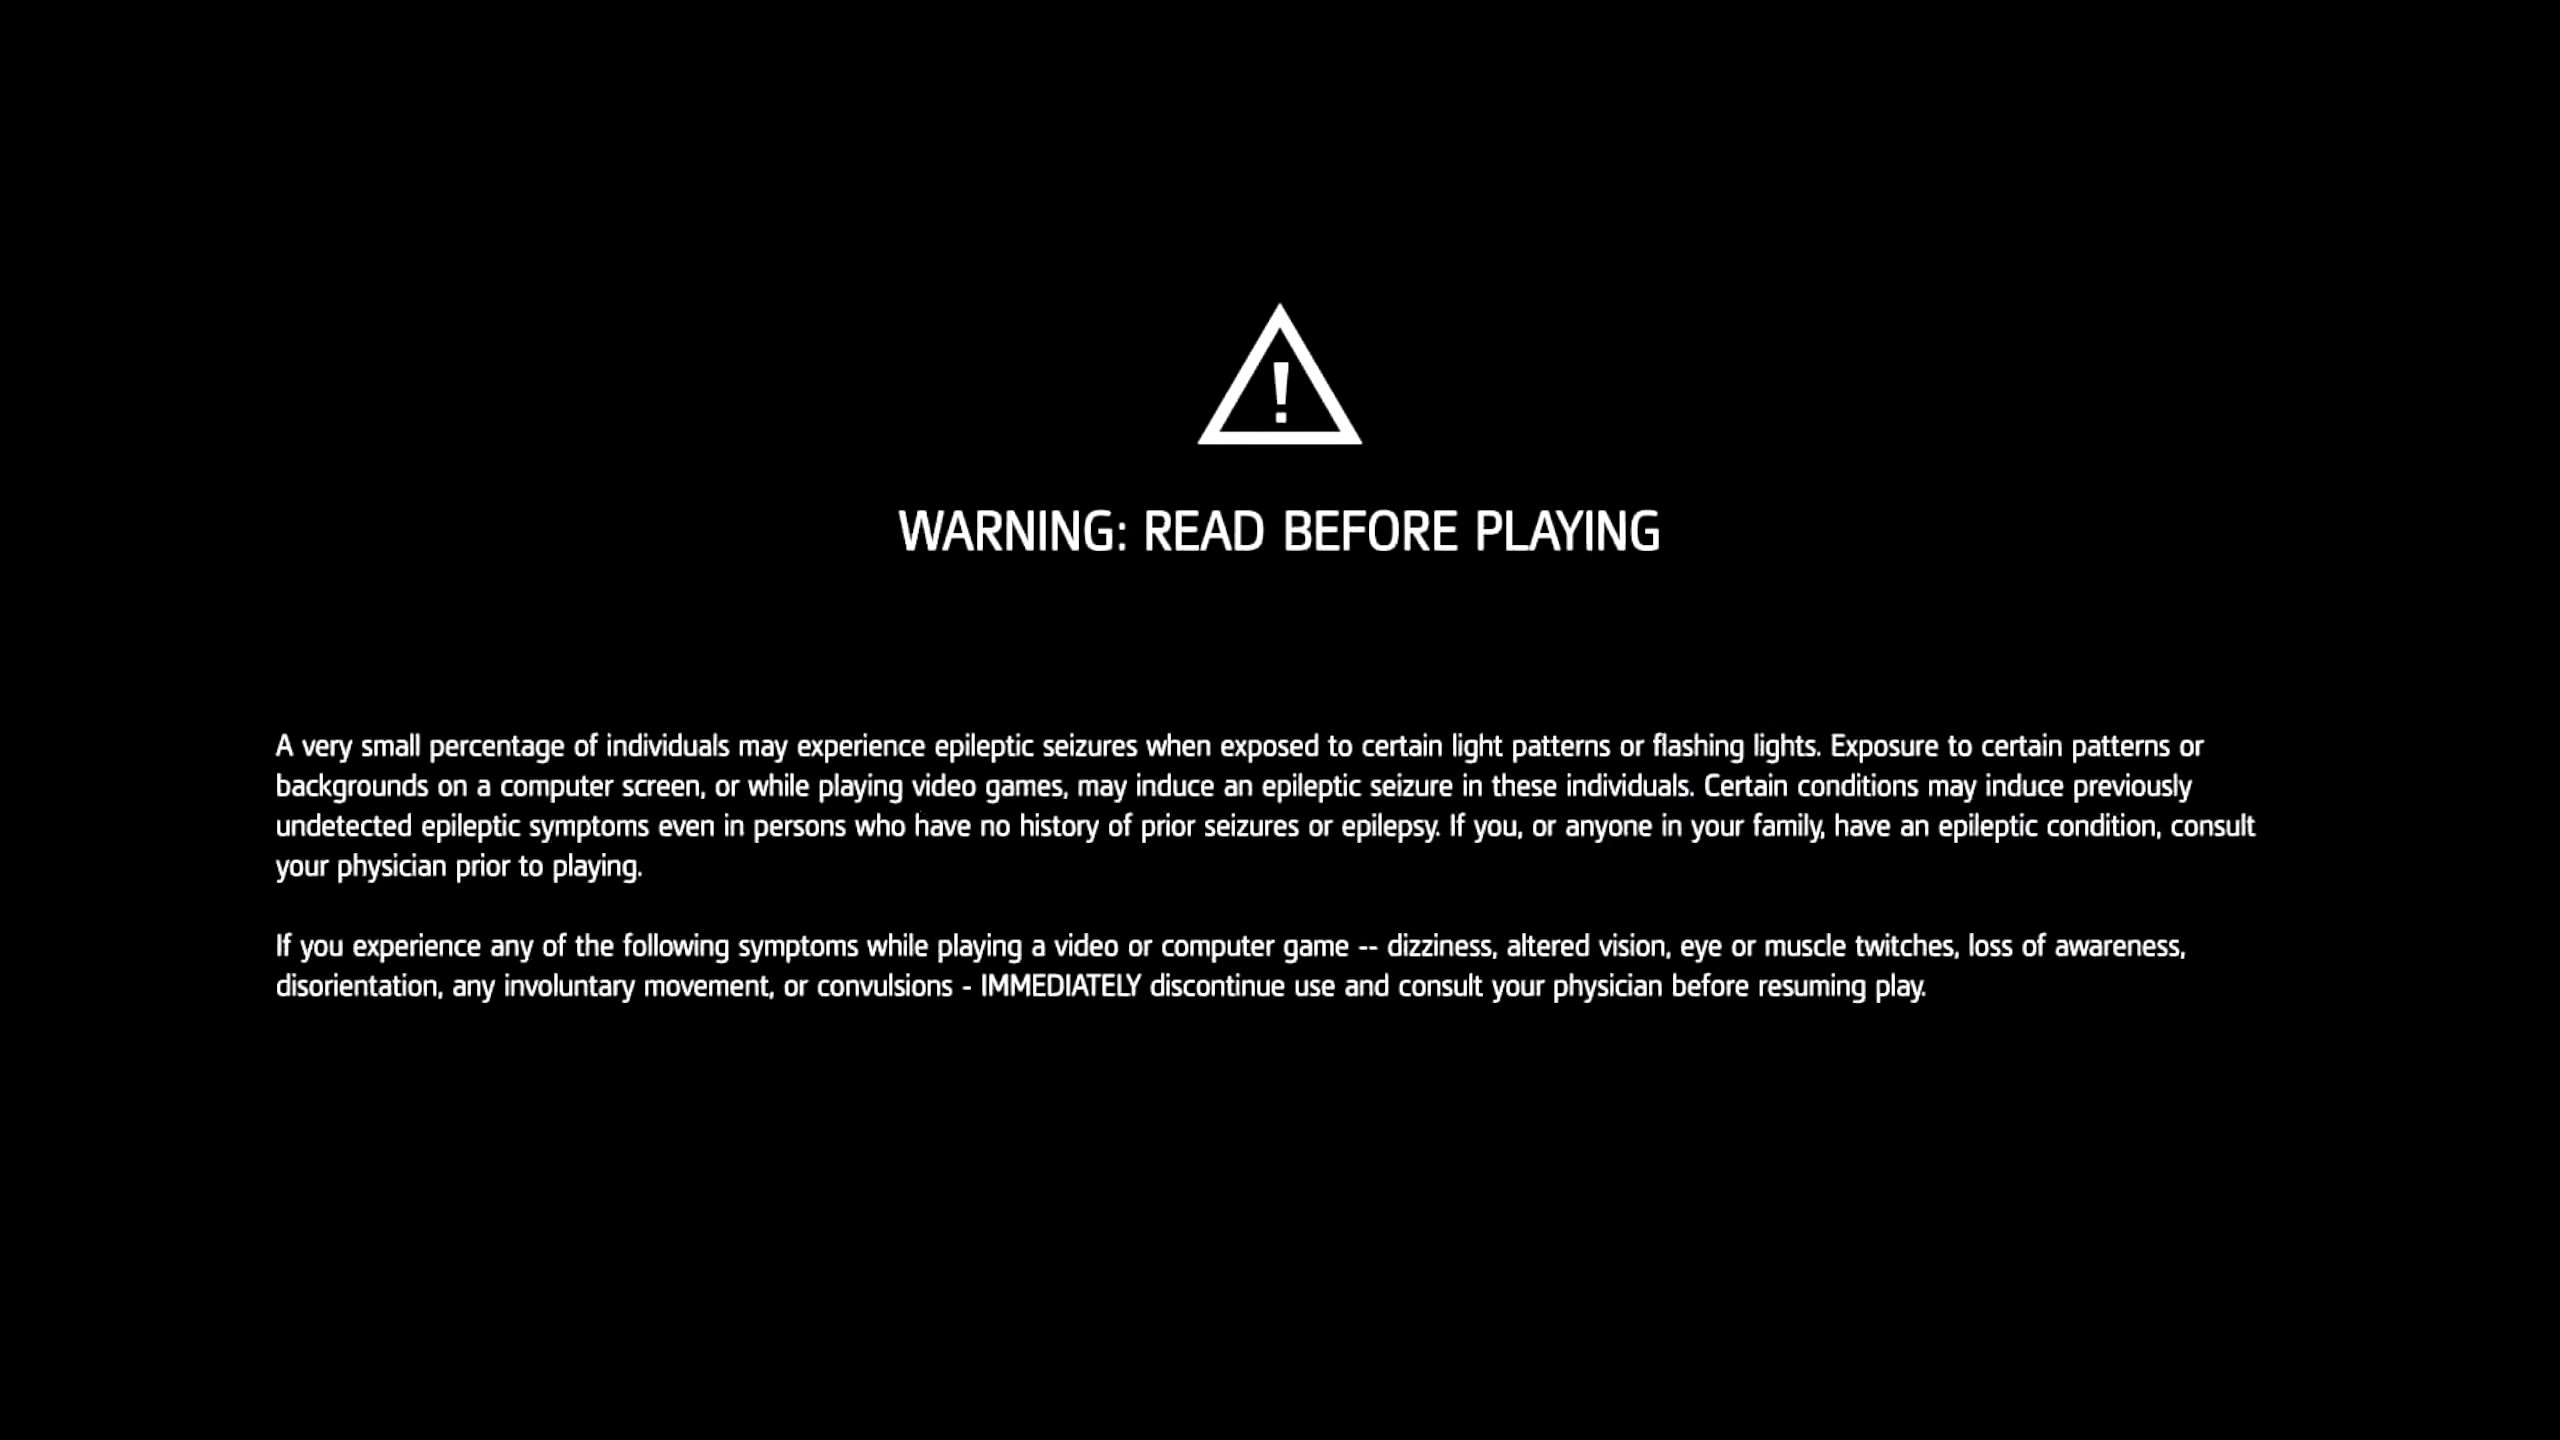 !
WARNING: READ BEFORE PLAYING
A very small percentage of individuals may experience epileptic seizures when exposed to certain light patterns or flashing lights. Exposure to certain patterns or
backgrounds on a computer screen, or while playing video games, may induce an epileptic seizure in these individuals. Certain conditions may induce previously
undetected epileptic symptoms even in persons who have no history of prior seizures or epilepsy. If you, or anyone in your family, have an epileptic condition, consult
your physician prior to playing.
If you experience any of the following symptoms while playing a video or computer game -- dizziness, altered vision, eye or muscle twitches, loss of awareness,
disorientation, any involuntary movement, or convulsions - IMMEDIATELY discontinue use and consult your physician before resuming play.